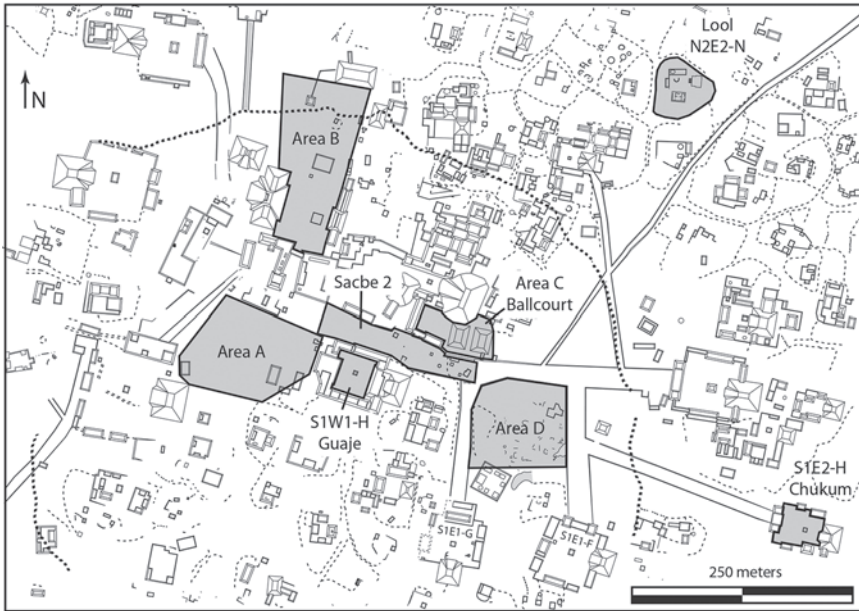 Lool
N2E2-N
N
Area B
Sacbe 2
Area C
Ballcourt
Area A
S1W1-H
Guaje
Area D
S1E2-H
Chukum
S1E1-G
S1E1-F
250 meters